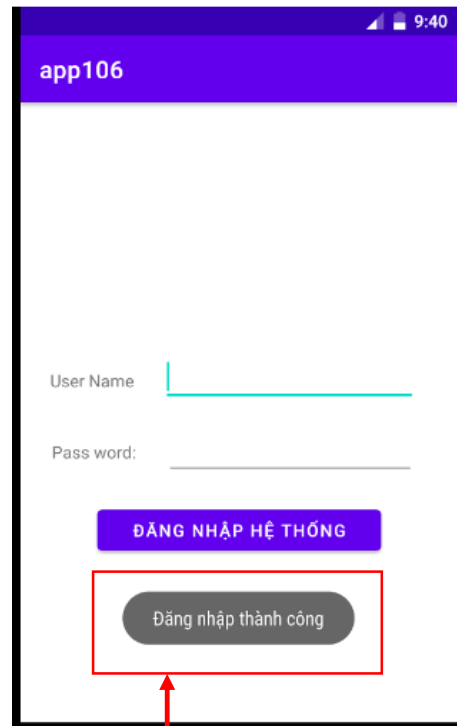 9:40
app106
User Name
Pass word:
ĐĂNG NHẬP HỆ THỐNG
Đăng nhập thành công